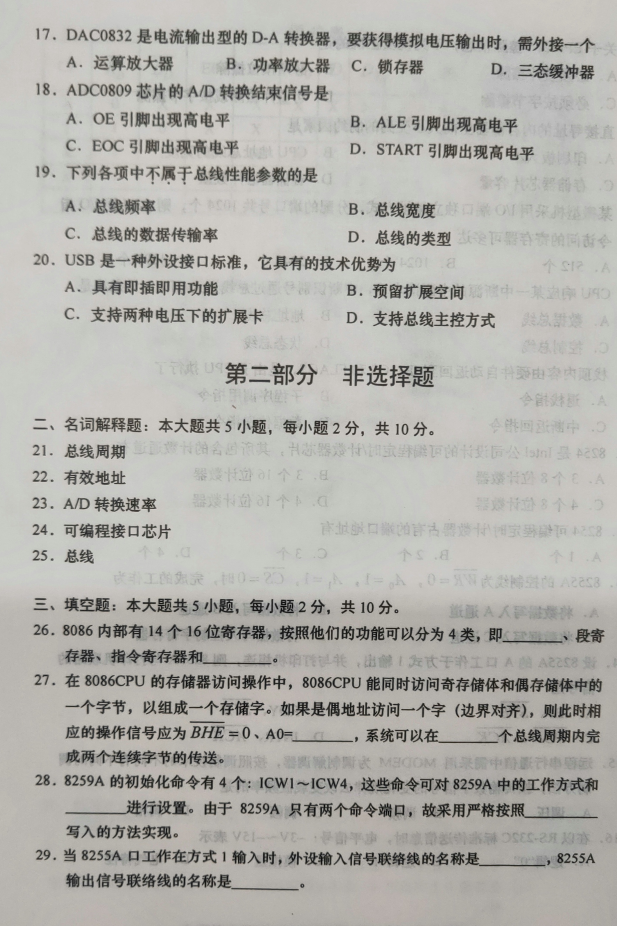 17．DAC0832 是电流输出型的 D-A 转换器，要获得模拟电压输出时，需外接一个
A．运算放大器 B．功率放大器 C．锁存器 D．三态缓冲器
18．ADC0809 芯片的 A/D 转换结束信号是
A．OE 引脚出现高电平 B．ALE 引脚出现高电平
C．EOC 引脚出现高电平 D．START 引脚出现高电平
19．下列各项中不属于总线性能参数的是
A．总线频率 B．总线宽度
C．总线的数据传输率 D．总线的类型
20．USB 是一种外设接口标准，它具有的技术优势为
A．具有即插即用功能 B．预留扩展空间
C．支持两种电压下的扩展卡 D．支持总线主控方式
第二部分 非选择题
二、名词解释题：本大题共 5 小题，每小题 2 分，共 10 分。
21．总线周期
22．有效地址
23．A/D 转换速率
24．可编程接口芯片
25．总线
三、填空题：本大题共 5 小题，每小题 2 分，共 10 分。
26．8086 内部有 14 个 16 位寄存器，按照他们的功能可以分为 4 类，即______、段寄
存器、指令寄存器和______。
27．在 8086CPU 的存储器访问操作中，8086CPU 能同时访问奇存储体和偶存储体中的
一个字节，以组成一个存储字。如果是偶地址访问一个字（边界对齐），则此时相
应的操作信号应为 B̅H̅E̅ = 0、A0=______，系统可以在______个总线周期内完
成两个连续字节的传送。
28．8259A 的初始化命令有 4 个：ICW1～ICW4，这些命令可对 8259A 中的工作方式和
______进行设置。由于 8259A 只有两个命令端口，故采用严格按照______
写入的方法实现。
29．当 8255A 口工作在方式 1 输入时，外设输入信号联络线的名称是______，8255A
输出信号联络线的名称是______。